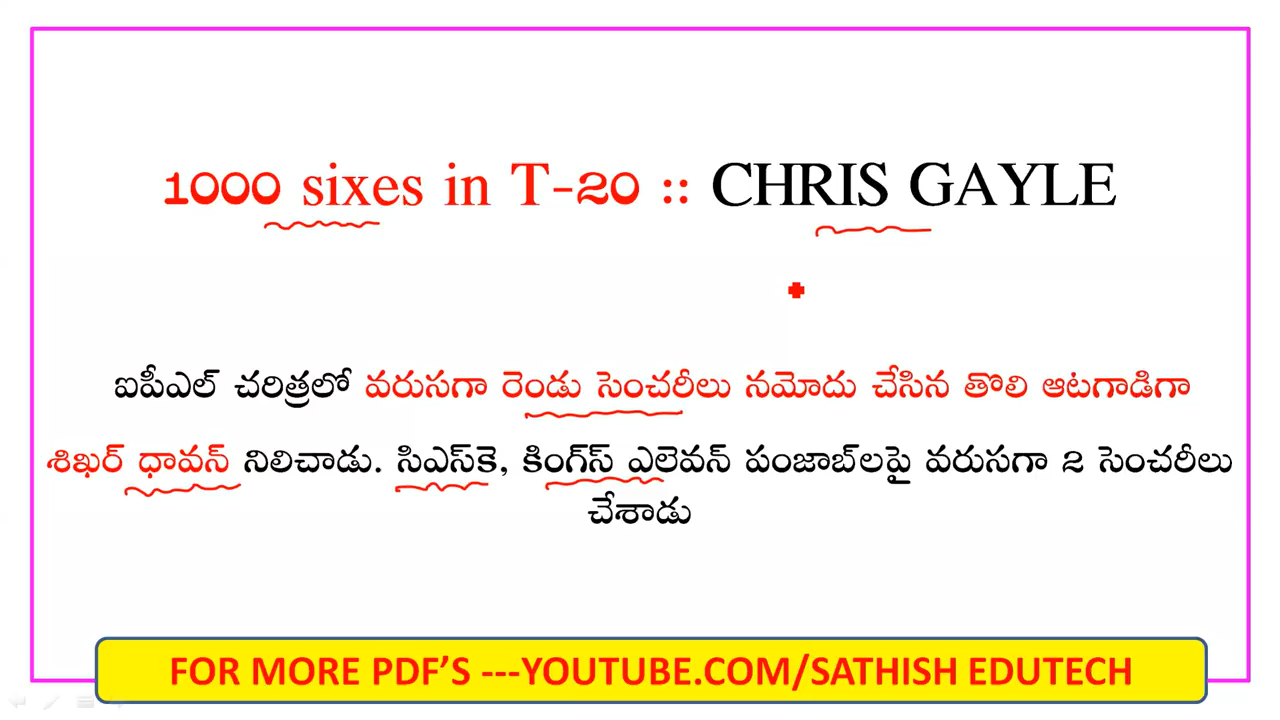 1000 sixes in T-20 :: CHRIS GAYLE
ఐపీఎల్ చరిత్రలో వరుసగా రెండు సెంచరీలు నమోదు చేసిన తొలి ఆటగాడిగా
శిఖర్ ధావన్ నిలిచాడు. సిఎస్‌కె, కింగ్స్ ఎలెవన్ పంజాబ్‌లపై వరుసగా 2 సెంచరీలు
చేశాడు
FOR MORE PDF’S ---YOUTUBE.COM/SATHISH EDUTECH